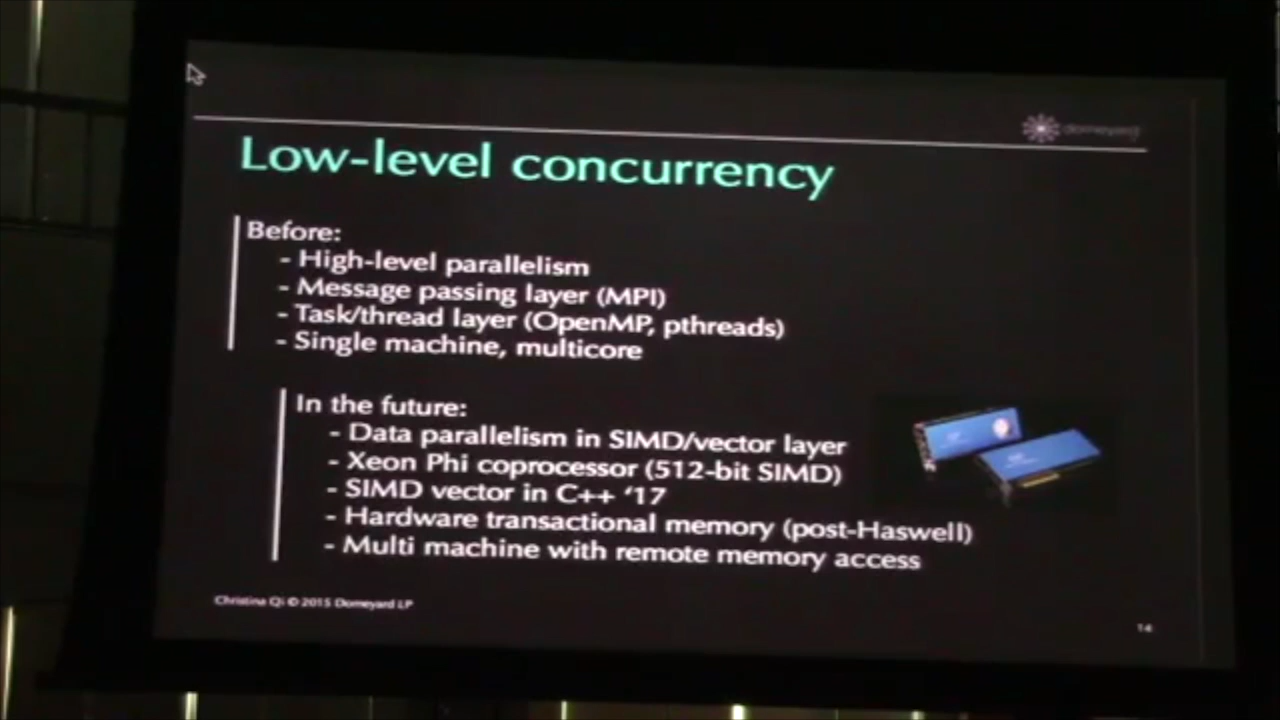 domeyard
Low-level concurrency
Before:
- High-level parallelism
- Message passing layer (MPI)
- Task/thread layer (OpenMP, pthreads)
- Single machine, multicore
In the future:
- Data parallelism in SIMD/vector layer
- Xeon Phi coprocessor (512-bit SIMD)
- SIMD vector in C++ ‘17
- Hardware transactional memory (post-Haswell)
- Multi machine with remote memory access
Christina Qi © 2015 Domeyard LP
14